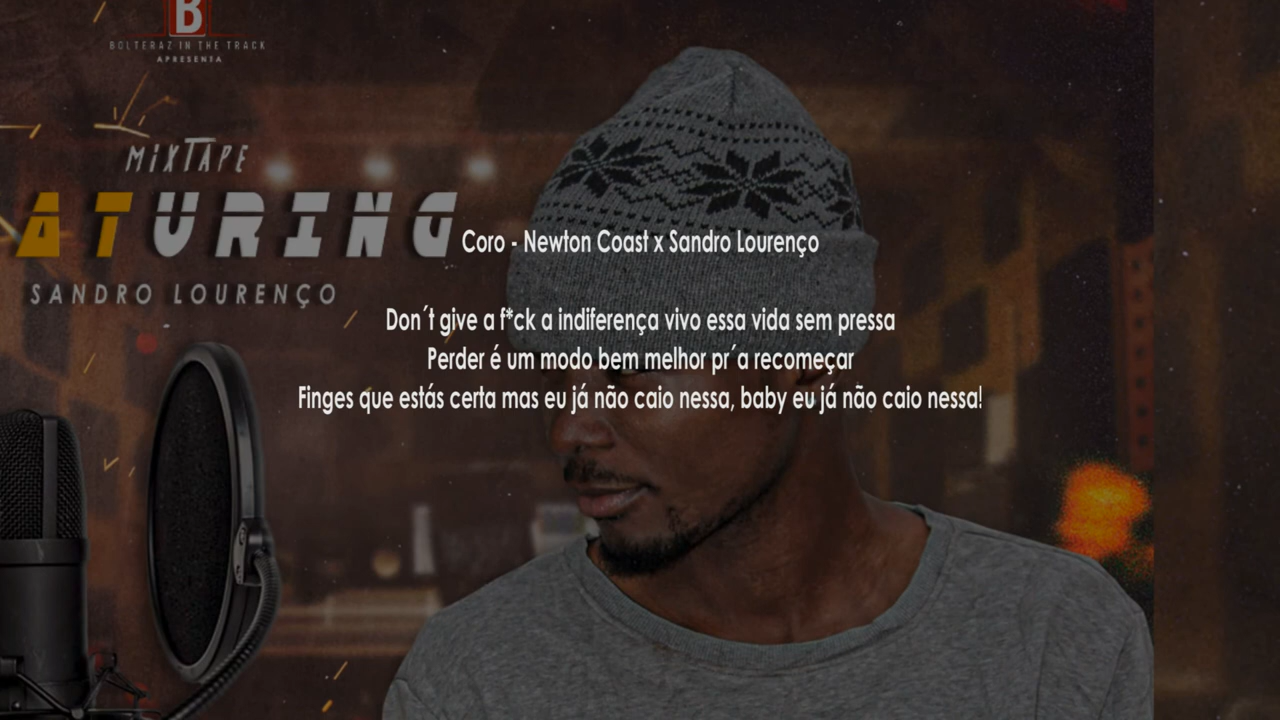 B
BOLTERAZ IN THE TRACK
APRESENTA
MIXTAPE
ATURING
SANDRO LOURENÇO
Coro - Newton Coast x Sandro Lourenço
Don´t give a f*ck a indiferença vivo essa vida sem pressa
Perder é um modo bem melhor pr´a recomeçar
Finges que estás certa mas eu já não caio nessa, baby eu já não caio nessa!